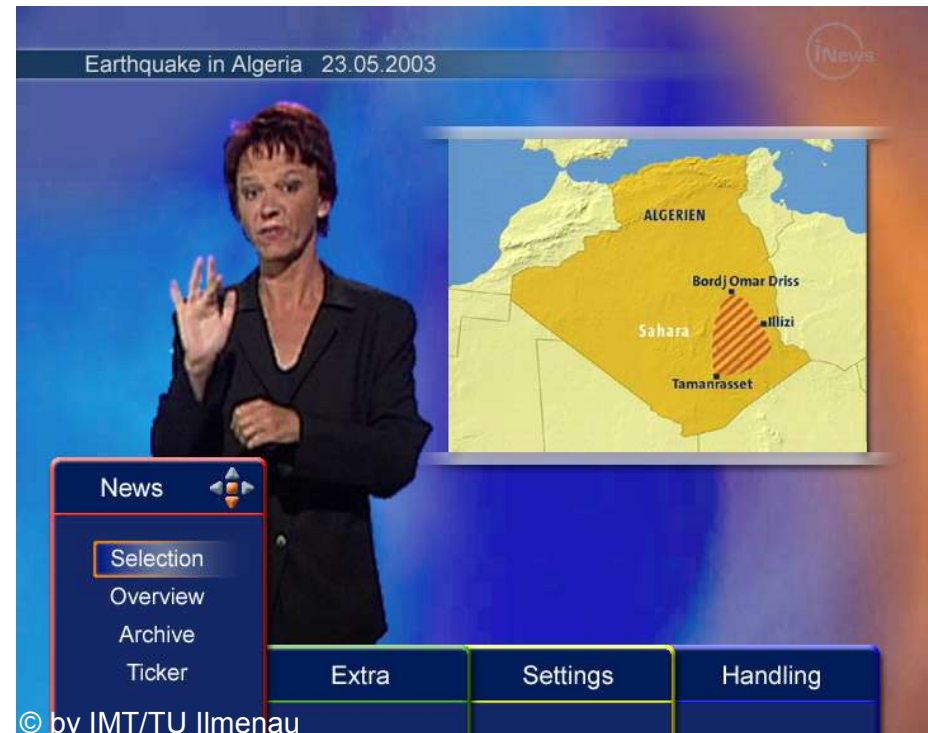 Earthquake in Algeria 23.05.2003
iNews
ALGERIEN
Bordj Omar Driss
Illizi
Sahara
Tamanrasset
News
Selection
Overview
Archive
Ticker
Extra
Settings
Handling
© by IMT/TU Ilmenau